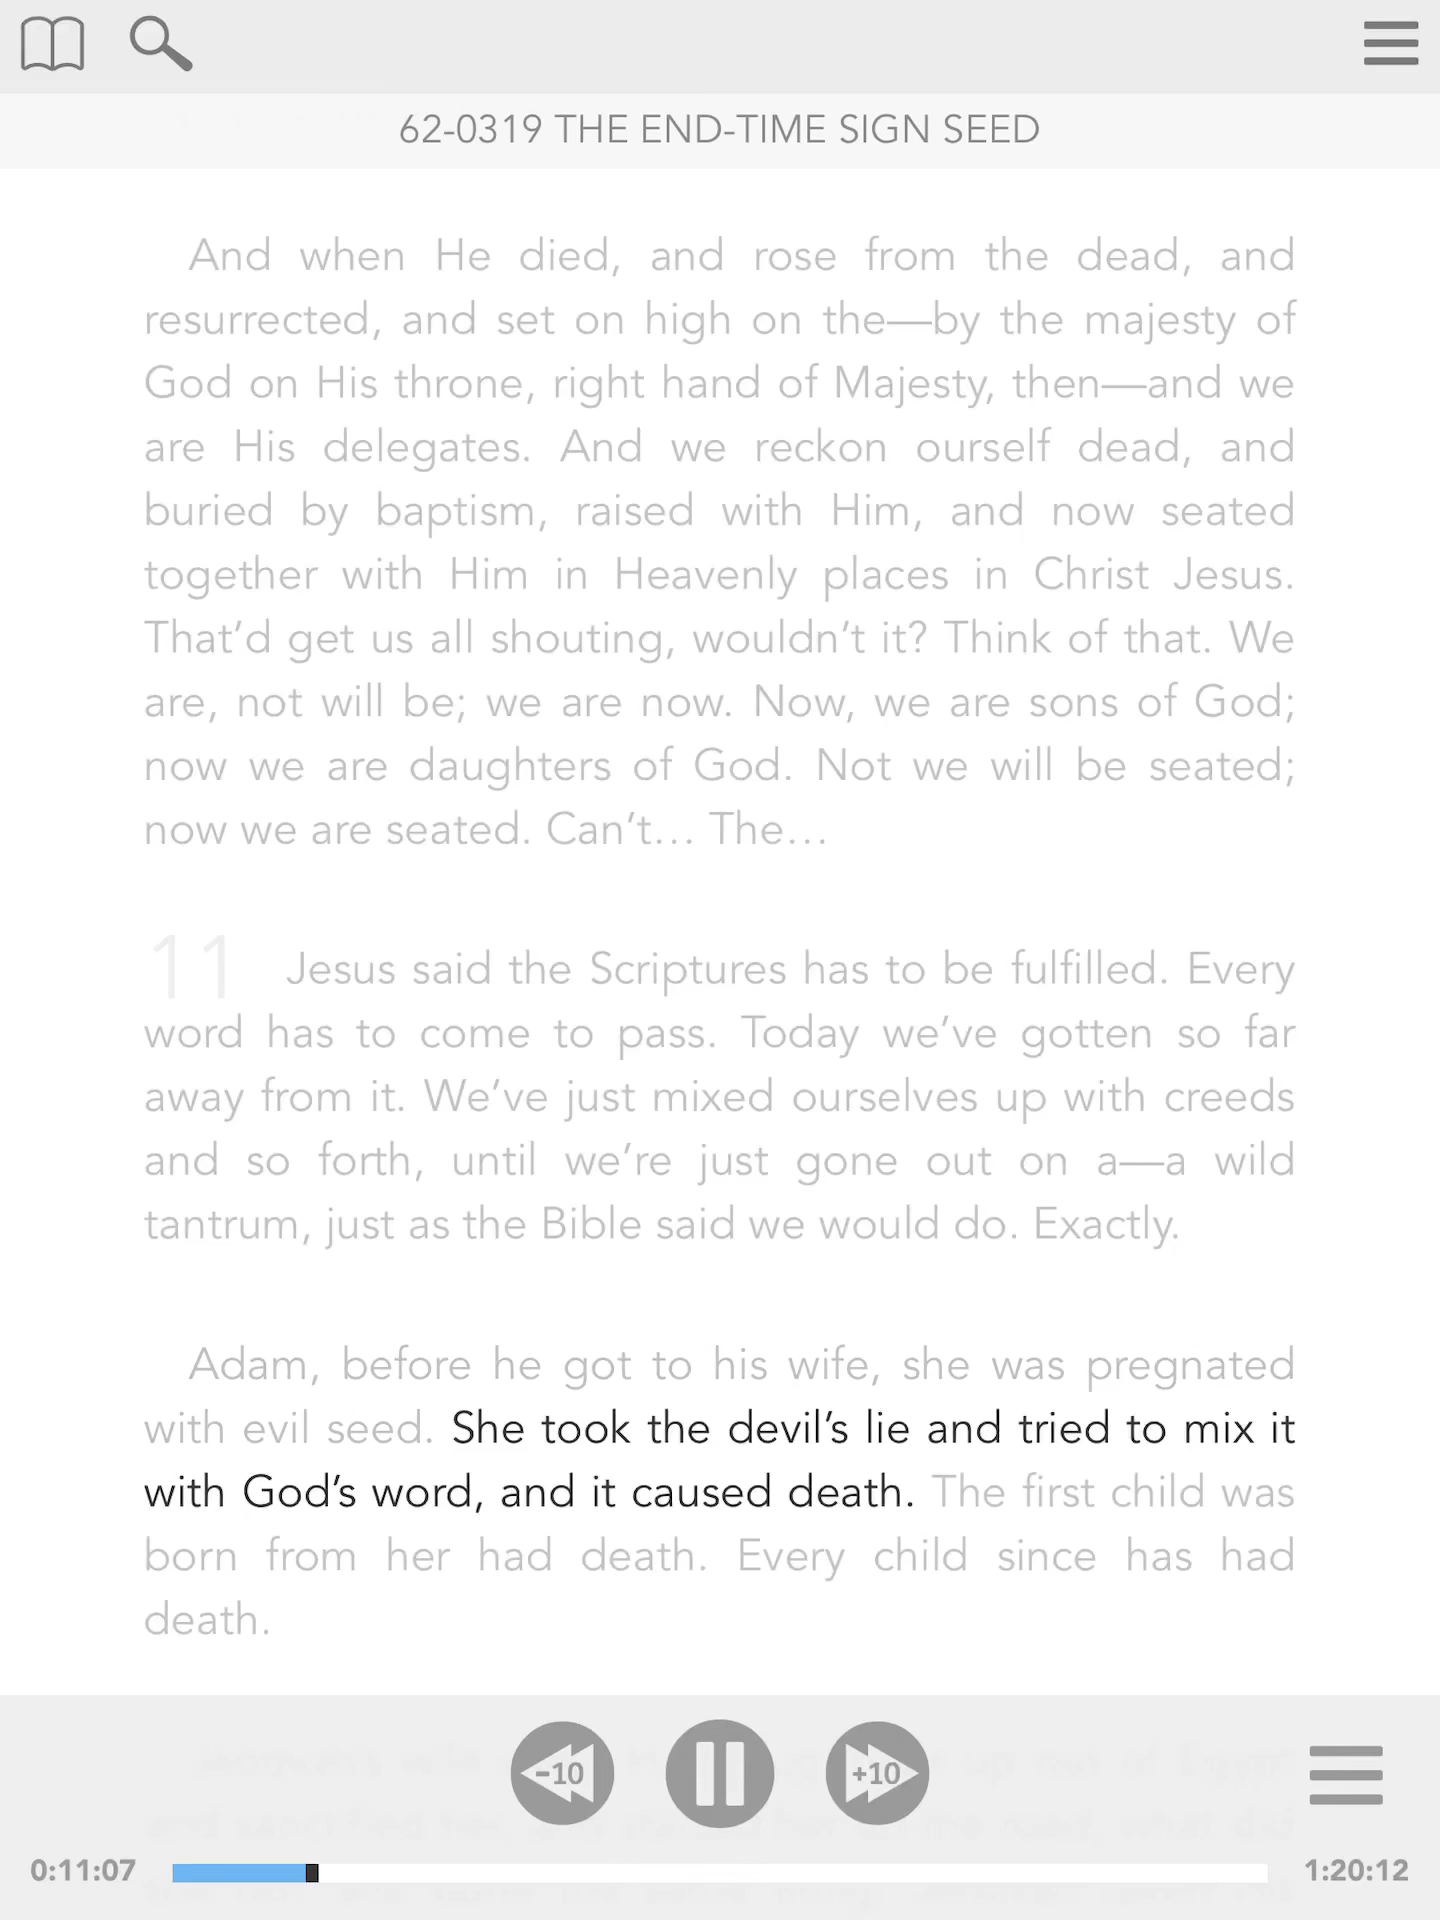 62-0319 THE END-TIME SIGN SEED
And when He died, and rose from the dead, and
resurrected, and set on high on the—by the majesty of
God on His throne, right hand of Majesty, then—and we
are His delegates. And we reckon ourself dead, and
buried by baptism, raised with Him, and now seated
together with Him in Heavenly places in Christ Jesus.
That’d get us all shouting, wouldn’t it? Think of that. We
are, not will be; we are now. Now, we are sons of God;
now we are daughters of God. Not we will be seated;
now we are seated. Can’t… The…
11 Jesus said the Scriptures has to be fulfilled. Every
word has to come to pass. Today we’ve gotten so far
away from it. We’ve just mixed ourselves up with creeds
and so forth, until we’re just gone out on a—a wild
tantrum, just as the Bible said we would do. Exactly.
Adam, before he got to his wife, she was pregnated
with evil seed. She took the devil’s lie and tried to mix it
with God’s word, and it caused death. The first child was
born from her had death. Every child since has had
death.
-10 +10
0:11:07 1:20:12